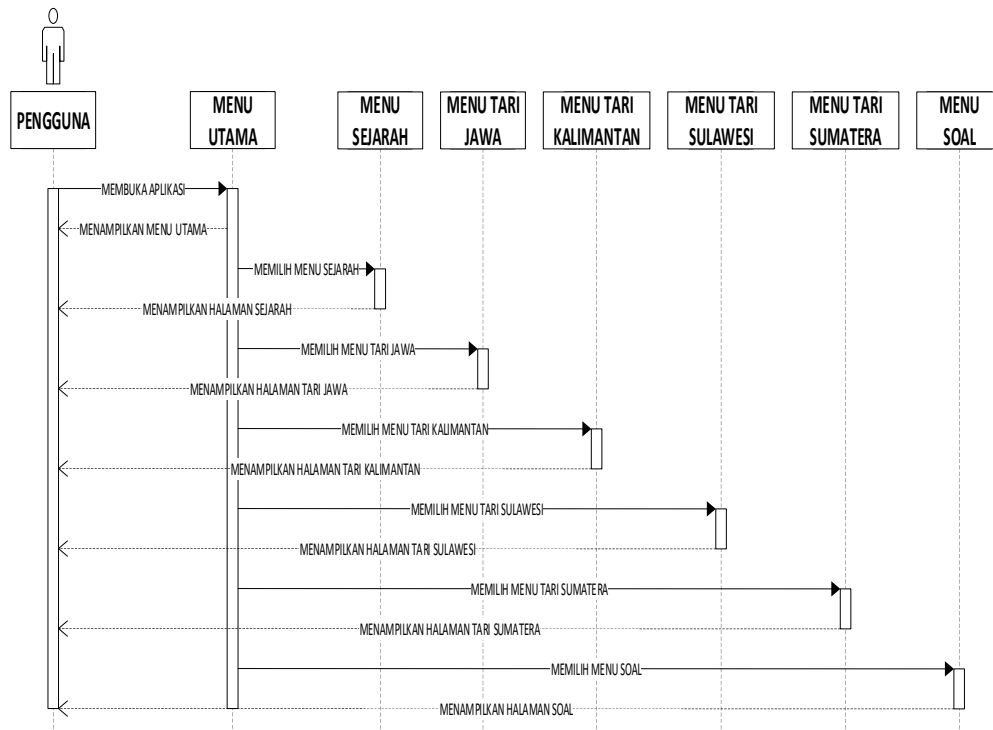 PENGGUNA
MENU
UTAMA
MENU
SEJARAH
MENU TARI
JAWA
MENU TARI
KALIMANTAN
MENU TARI
SULAWESI
MENU TARI
SUMATERA
MENU
SOAL
MEMBUKA APLIKASI
MENAMPILKAN MENU UTAMA
MEMILIH MENU SEJARAH
MENAMPILKAN HALAMAN SEJARAH
MEMILIH MENU TARI JAWA
MENAMPILKAN HALAMAN TARI JAWA
MEMILIH MENU TARI KALIMANTAN
MENAMPILKAN HALAMAN TARI KALIMANTAN
MEMILIH MENU TARI SULAWESI
MENAMPILKAN HALAMAN TARI SULAWESI
MEMILIH MENU TARI SUMATERA
MENAMPILKAN HALAMAN TARI SUMATERA
MEMILIH MENU SOAL
MENAMPILKAN HALAMAN SOAL